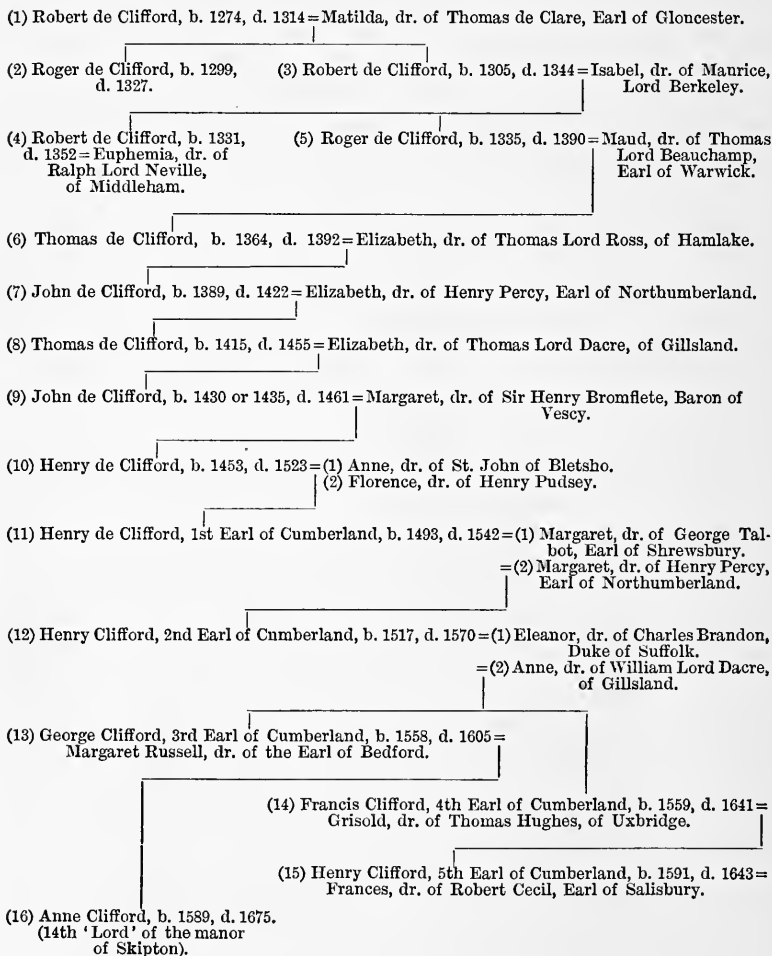 (1) Robert de Clifford, b. 1274, d. 1314=Matilda, dr. of Thomas de Clare, Earl of Gloncester.
(2) Roger de Clifford, b. 1299,
d. 1327.
(3) Robert de Clifford, b. 1305, d. 1344=Isabel, dr. of Manrice,
Lord Berkeley.
(4) Robert de Clifford, b. 1331,
d. 1352=Euphemia, dr. of
Ralph Lord Neville,
of Middleham.
(5) Roger de Clifford, b. 1335, d. 1390=Maud, dr. of Thomas
Lord Beauchamp,
Earl of Warwick.
(6) Thomas de Clifford, b. 1364, d. 1392=Elizabeth, dr. of Thomas Lord Ross, of Hamlake.
(7) John de Clifford, b. 1389, d. 1422=Elizabeth, dr. of Henry Percy, Earl of Northumberland.
(8) Thomas de Clifford, b. 1415, d. 1455=Elizabeth, dr. of Thomas Lord Dacre, of Gillsland.
(9) John de Clifford, b. 1430 or 1435, d. 1461=Margaret, dr. of Sir Henry Bromflete, Baron of
Vescy.
(10) Henry de Clifford, b. 1453, d. 1523=(1) Anne, dr. of St. John of Bletsho.
(2) Florence, dr. of Henry Pudsey.
(11) Henry de Clifford, 1st Earl of Cumberland, b. 1493, d. 1542=(1) Margaret, dr. of George Tal-
bot, Earl of Shrewsbury.
=(2) Margaret, dr. of Henry Percy,
Earl of Northumberland.
(12) Henry Clifford, 2nd Earl of Cnmberland, b. 1517, d. 1570=(1) Eleanor, dr. of Charles Brandon,
Duke of Suffolk.
=(2) Anne, dr. of William Lord Dacre,
of Gillsland.
(13) George Clifford, 3rd Earl of Cumberland, b. 1558, d. 1605=
Margaret Russell, dr. of the Earl of Bedford.
(14) Francis Clifford, 4th Earl of Cumberland, b. 1559, d. 1641=
Grisold, dr. of Thomas Hughes, of Uxbridge.
(15) Henry Clifford, 5th Earl of Cumberland, b. 1591, d. 1643=
Frances, dr. of Robert Cecil, Earl of Salisbury.
(16) Anne Clifford, b. 1589, d. 1675.
(14th 'Lord' of the manor
of Skipton).